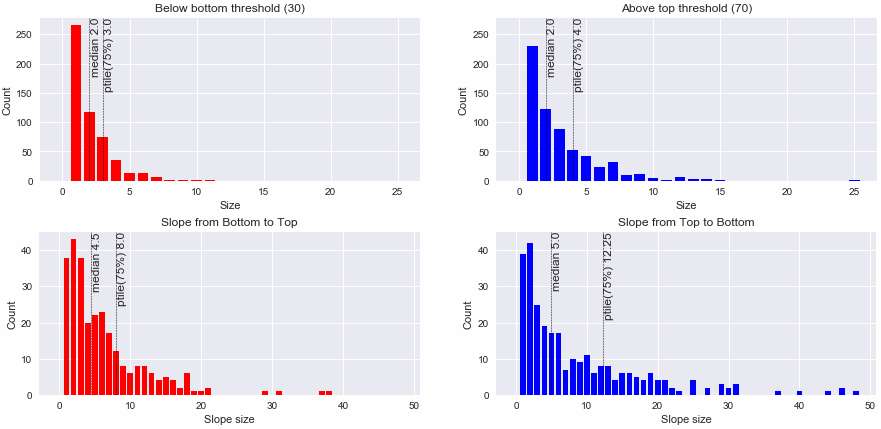 Below bottom threshold (30)
Count
250
200
150
100
50
0
median 2.0
ptile(75%) 3.0
0 5 10 15 20 25
Size
Above top threshold (70)
Count
250
200
150
100
50
0
median 2.0
ptile(75%) 4.0
0 5 10 15 20 25
Size
Slope from Bottom to Top
Count
40
30
20
10
0
median 4.5
ptile(75%) 8.0
0 10 20 30 40 50
Slope size
Slope from Top to Bottom
Count
40
30
20
10
0
median 5.0
ptile(75%) 12.25
0 10 20 30 40 50
Slope size